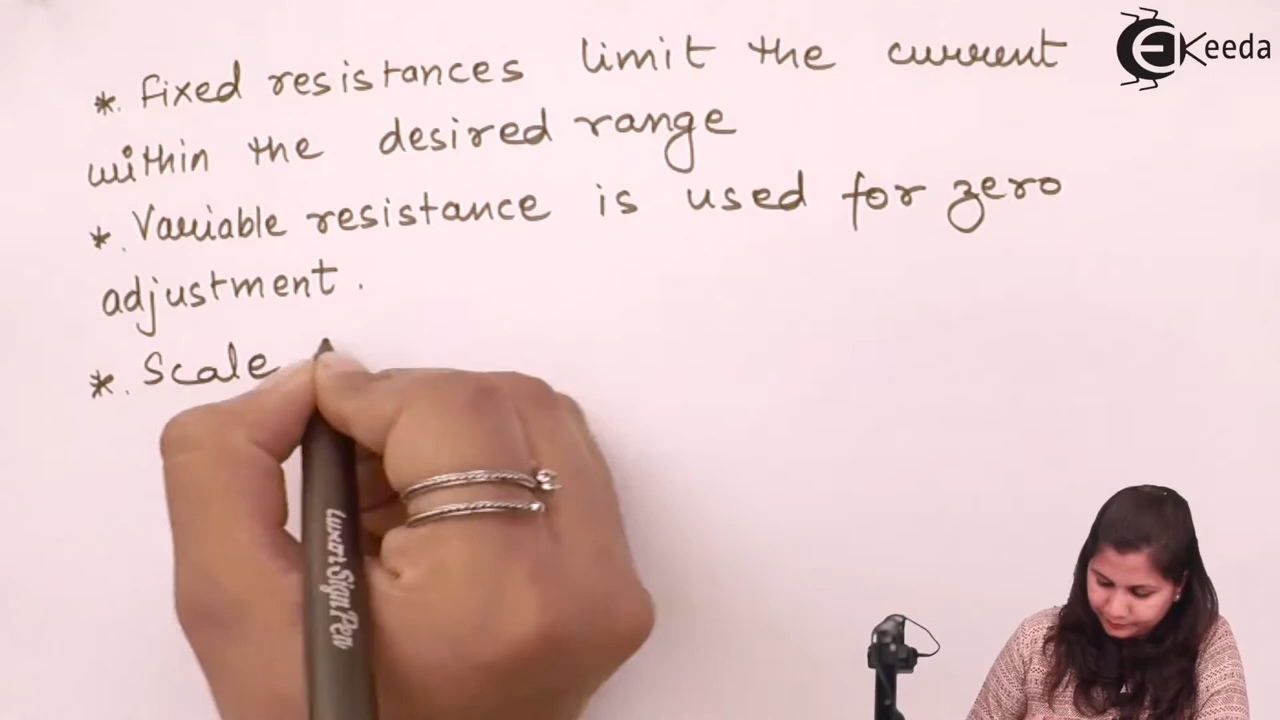 Ekeeda
*. Fixed resistances limit the current
within the desired range
*. Variable resistance is used for zero
adjustment.
*. Scale
Luxor Sign Pen